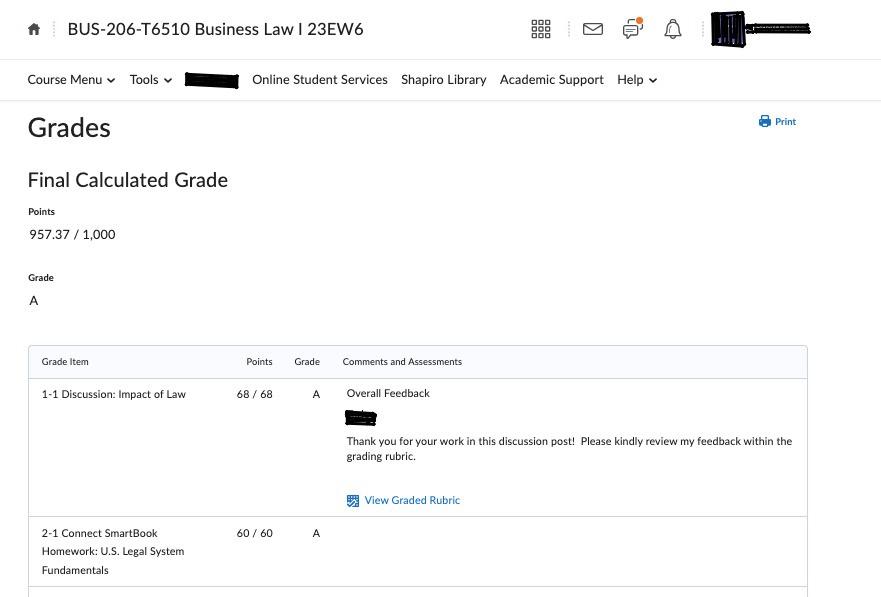 BUS-206-T6510 Business Law I 23EW6
Course Menu Tools Online Student Services Shapiro Library Academic Support Help
Grades
Print
Final Calculated Grade
Points
957.37 / 1,000
Grade
A
Grade Item Points Grade Comments and Assessments
1-1 Discussion: Impact of Law 68 / 68 A Overall Feedback
Thank you for your work in this discussion post!  Please kindly review my feedback within the
grading rubric.
View Graded Rubric
2-1 Connect SmartBook 60 / 60 A
Homework: U.S. Legal System
Fundamentals